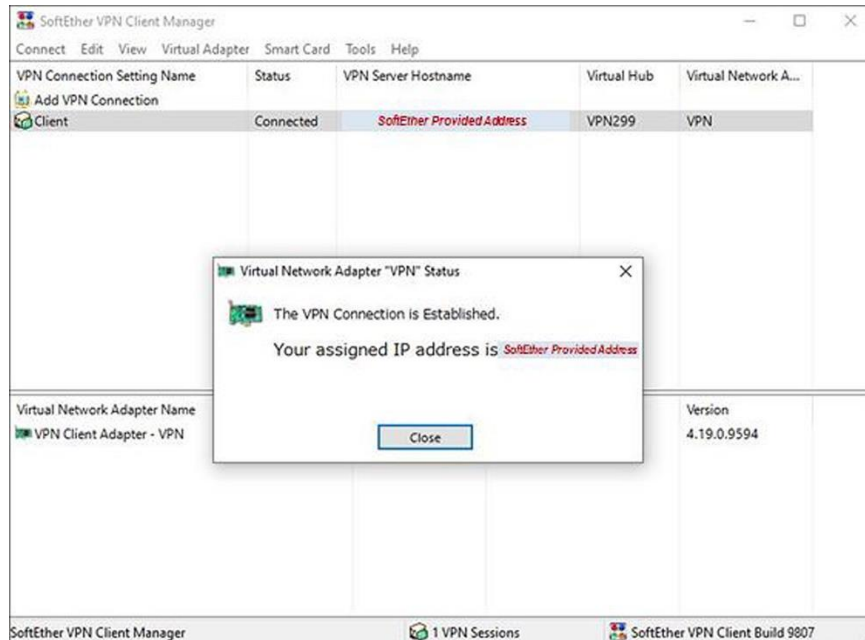 SoftEther VPN Client Manager
Connect Edit View Virtual Adapter Smart Card Tools Help
VPN Connection Setting Name Status VPN Server Hostname Virtual Hub Virtual Network A...
Add VPN Connection
Client Connected SoftEther Provided Address VPN299 VPN
Virtual Network Adapter "VPN" Status
The VPN Connection is Established.
Your assigned IP address is SoftEther Provided Address
Close
Virtual Network Adapter Name Version
VPN Client Adapter - VPN 4.19.0.9594
SoftEther VPN Client Manager 1 VPN Sessions SoftEther VPN Client Build 9807